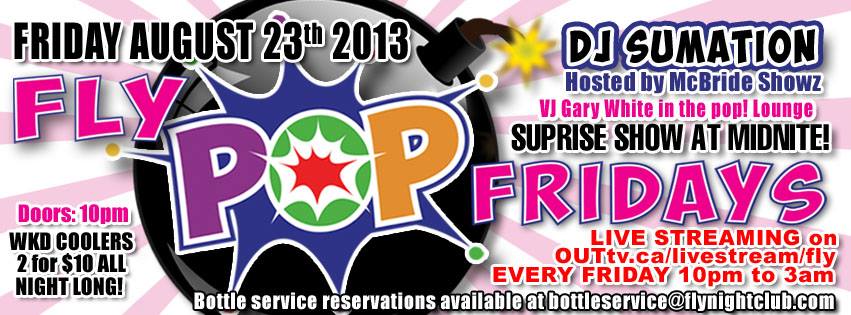 FRIDAY AUGUST 23th 2013
DJ SUMATION
Hosted by McBride Showz
VJ Gary White in the pop! Lounge
SUPRISE SHOW AT MIDNITE!
FLY
POP
FRIDAYS
Doors: 10pm
WKD COOLERS
2 for $10 ALL
NIGHT LONG!
LIVE STREAMING on
OUTtv.ca/livestream/fly
EVERY FRIDAY 10pm to 3am
Bottle service reservations available at bottleservice@flynightclub.com